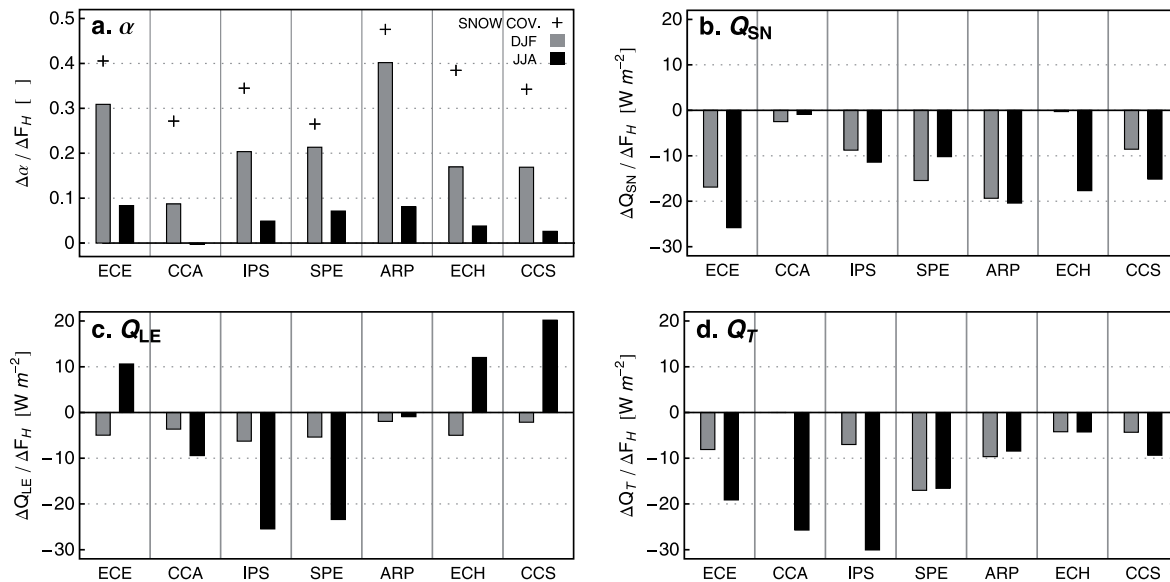 a. α
SNOW COV. +
DJF
JJA
Δα / ΔF_H [ ]
0.5
0.4
0.3
0.2
0.1
0
ECE CCA IPS SPE ARP ECH CCS
b. Q_SN
ΔQ_SN / ΔF_H [W m⁻²]
20
10
0
−10
−20
−30
ECE CCA IPS SPE ARP ECH CCS
c. Q_LE
ΔQ_LE / ΔF_H [W m⁻²]
20
10
0
−10
−20
−30
ECE CCA IPS SPE ARP ECH CCS
d. Q_T
ΔQ_T / ΔF_H [W m⁻²]
20
10
0
−10
−20
−30
ECE CCA IPS SPE ARP ECH CCS